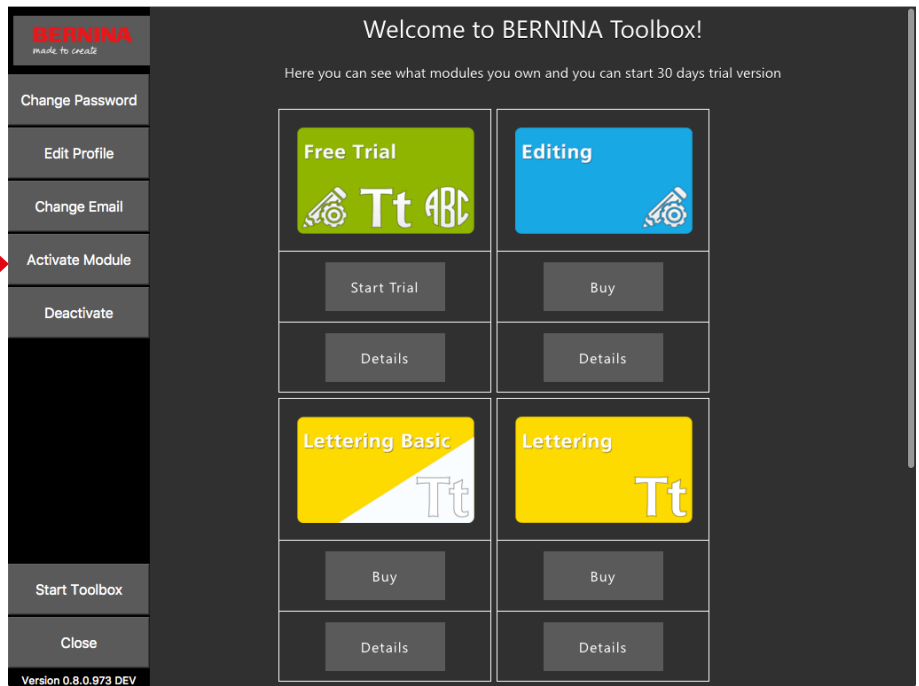 BERNINA
made to create
Change Password
Edit Profile
Change Email
Activate Module
Deactivate
Start Toolbox
Close
Version 0.8.0.973 DEV
Welcome to BERNINA Toolbox!
Here you can see what modules you own and you can start 30 days trial version
Free Trial
Tt ABC
Start Trial
Details
Editing
Buy
Details
Lettering Basic
Tt
Buy
Details
Lettering
Tt
Buy
Details